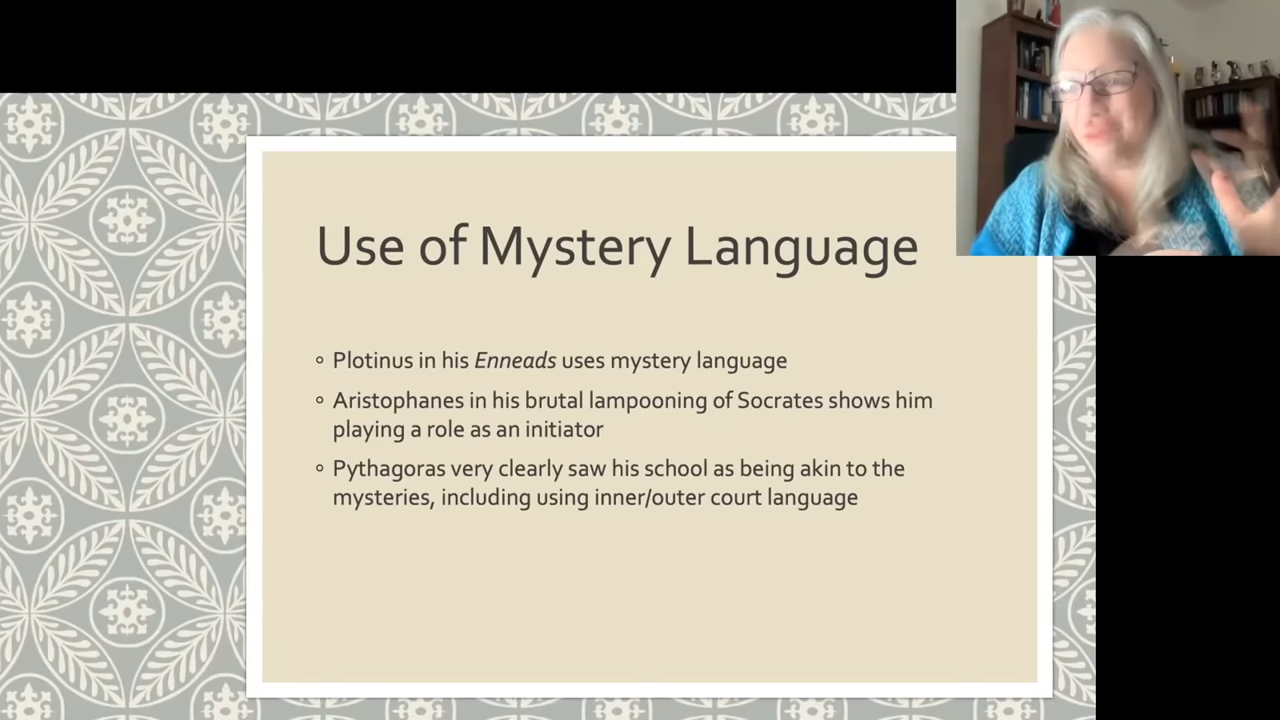 Use of Mystery Language
◦ Plotinus in his Enneads uses mystery language
◦ Aristophanes in his brutal lampooning of Socrates shows him
playing a role as an initiator
◦ Pythagoras very clearly saw his school as being akin to the
mysteries, including using inner/outer court language